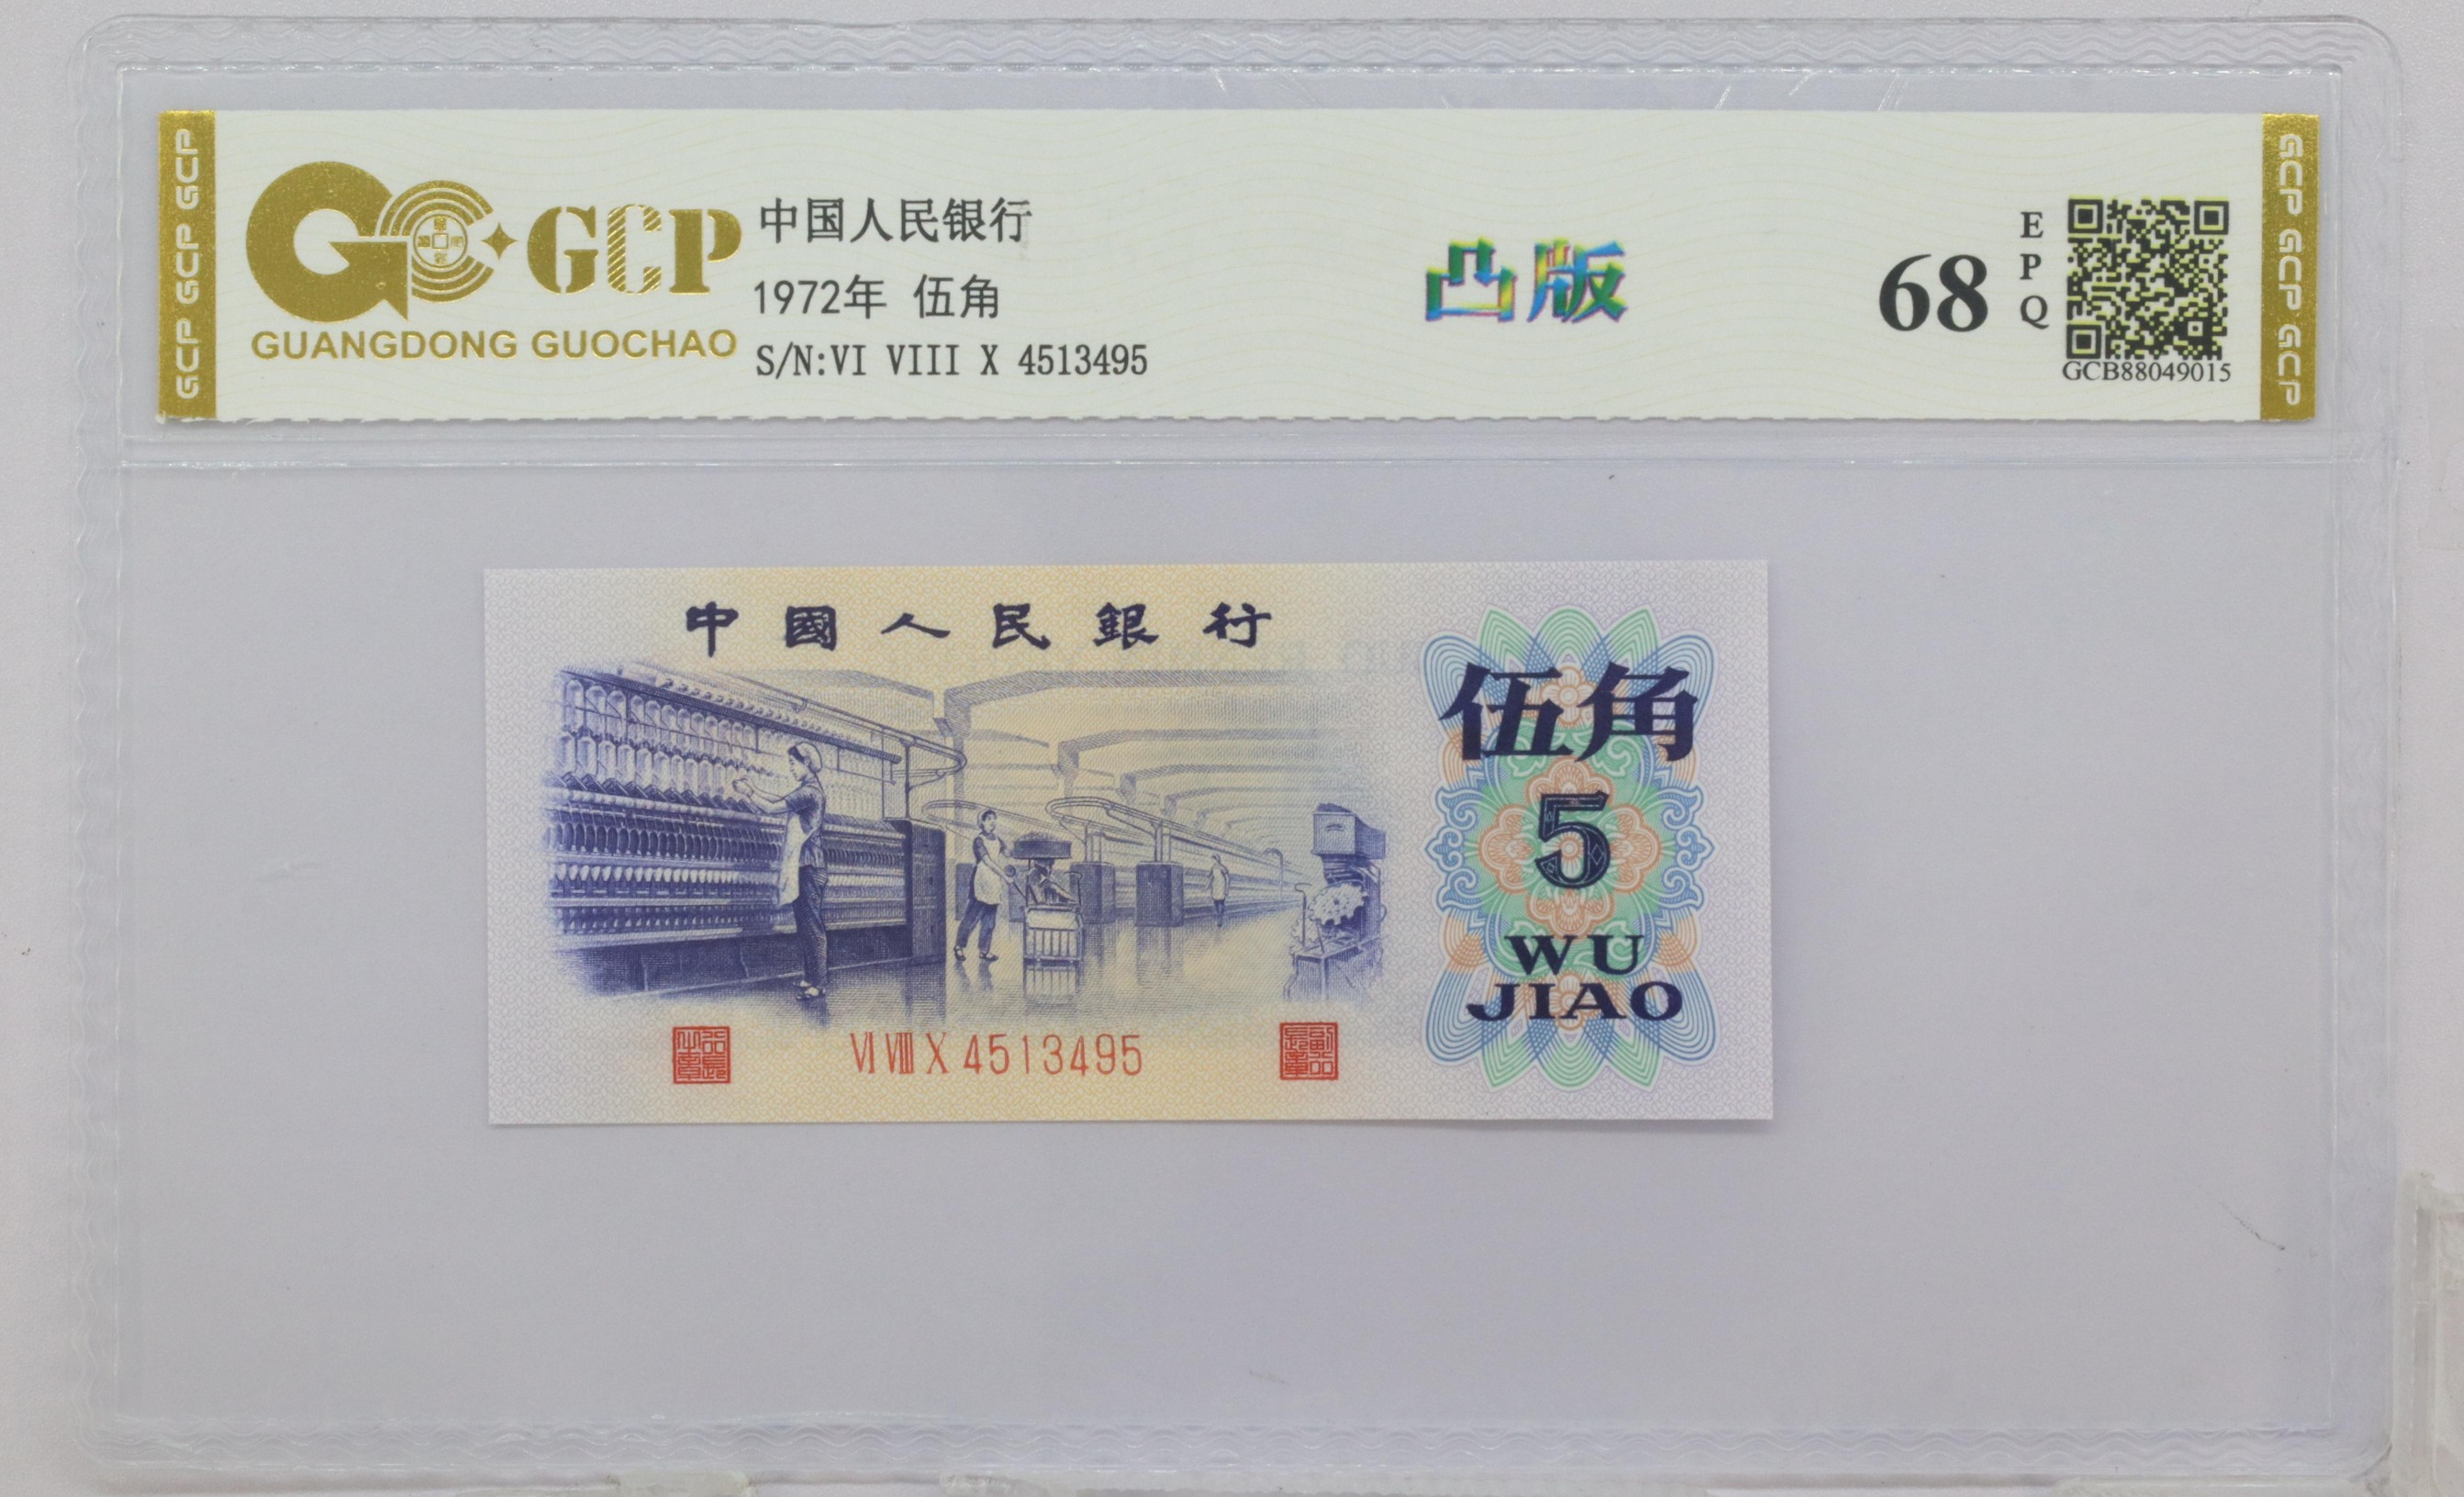 GCP GCP GCP
GCP
GUANGDONG GUOCHAO
中国人民银行
1972年 伍角
S/N:VI VIII X 4513495
凸版
68
EPQ
GCB88049015
GCP GCP GCP
中國人民銀行
伍角
5
WU
JIAO
VI VIII X 4513495